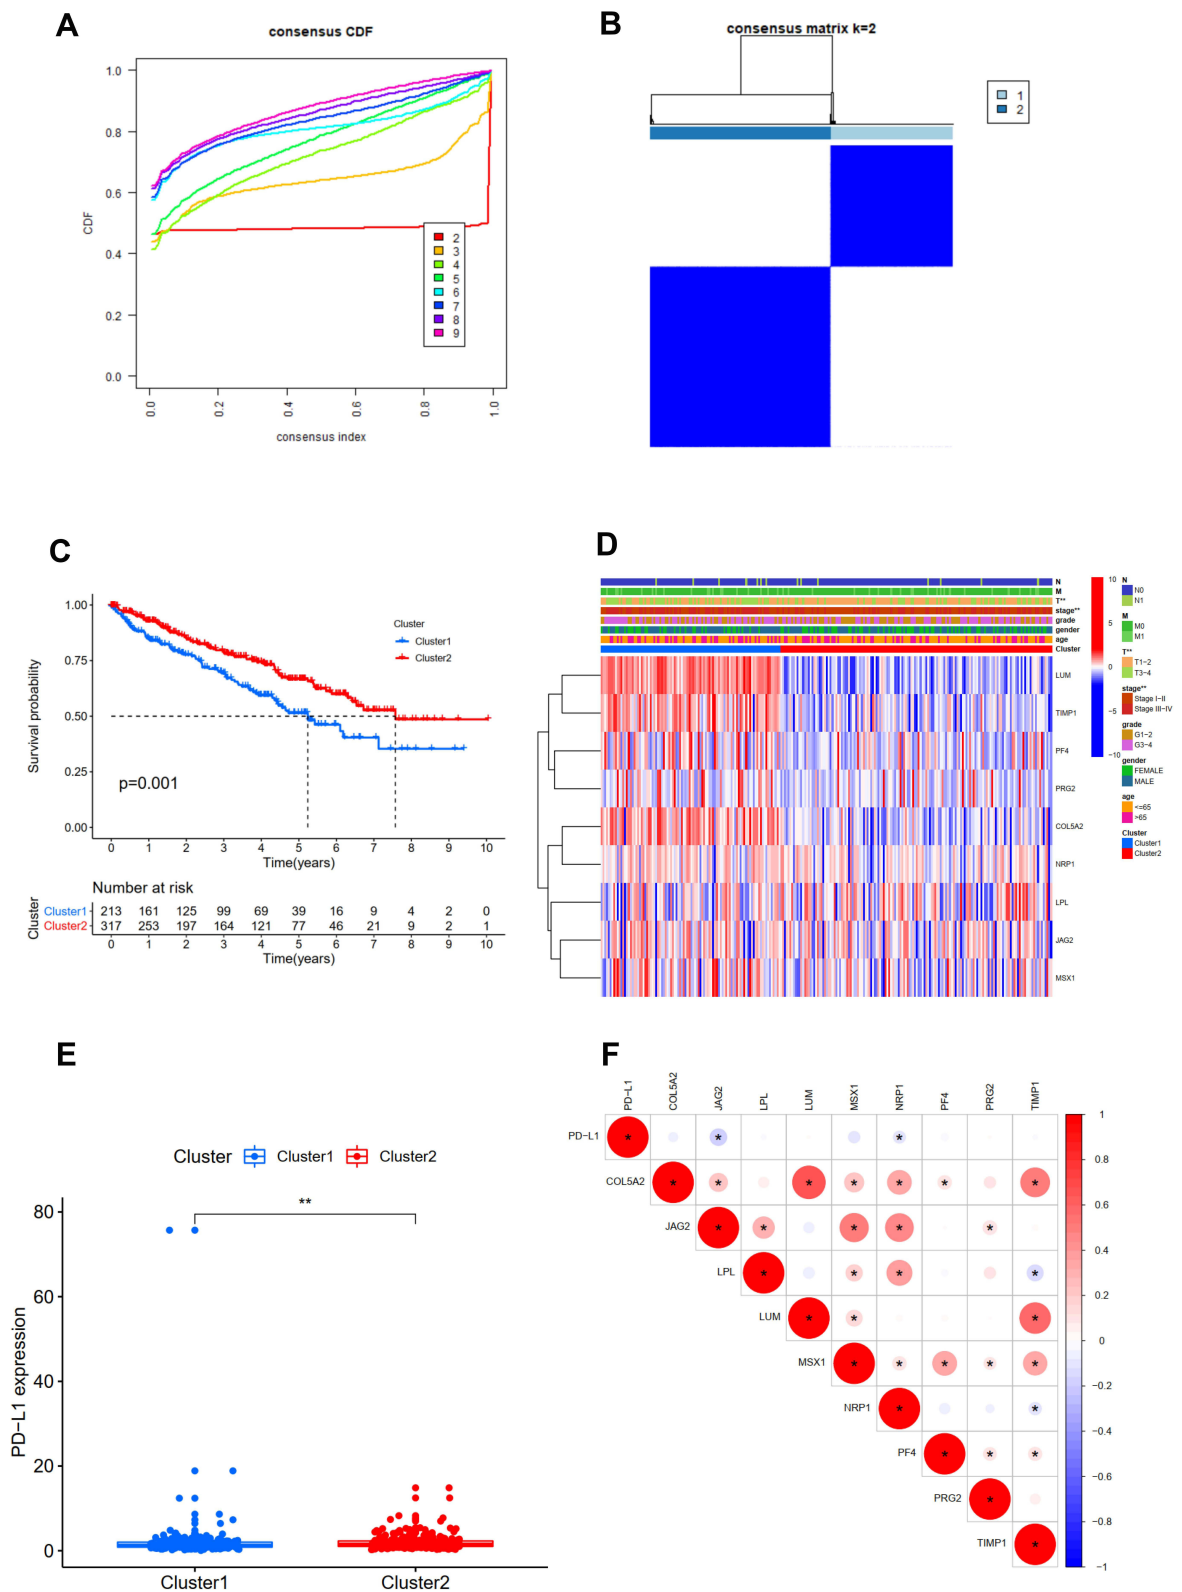 A
consensus CDF
1.0
0.8
0.6
0.4
0.2
0.0
CDF
2
3
4
5
6
7
8
9
0.0 0.2 0.4 0.6 0.8 1.0
consensus index
B
consensus matrix k=2
1
2
C
Cluster
Cluster1
Cluster2
1.00
0.75
0.50
0.25
0.00
Survival probability
p=0.001
0 1 2 3 4 5 6 7 8 9 10
Time(years)
Number at risk
Cluster
Cluster1 213 161 125 99 69 39 16 9 4 2 0
Cluster2 317 253 197 164 121 77 46 21 9 2 1
0 1 2 3 4 5 6 7 8 9 10
Time(years)
D
N
M
T**
stage**
grade
gender
age
Cluster
LUM
TIMP1
PF4
PRG2
COL5A2
NRP1
LPL
JAG2
MSX1
10
5
0
−5
−10
N
N0
N1
M
M0
M1
T**
T1−2
T3−4
stage**
Stage I−II
Stage III−IV
grade
G1−2
G3−4
gender
FEMALE
MALE
age
<=65
>65
Cluster
Cluster1
Cluster2
E
Cluster Cluster1 Cluster2
**
80
60
40
20
0
PD−L1 expression
Cluster1 Cluster2
F
PD−L1 COL5A2 JAG2 LPL LUM MSX1 NRP1 PF4 PRG2 TIMP1
PD−L1 * * *
COL5A2 * * * * * * *
JAG2 * * * * *
LPL * * * *
LUM * * *
MSX1 * * * * *
NRP1 * *
PF4 * * *
PRG2 *
TIMP1 *
1
0.8
0.6
0.4
0.2
0
−0.2
−0.4
−0.6
−0.8
−1